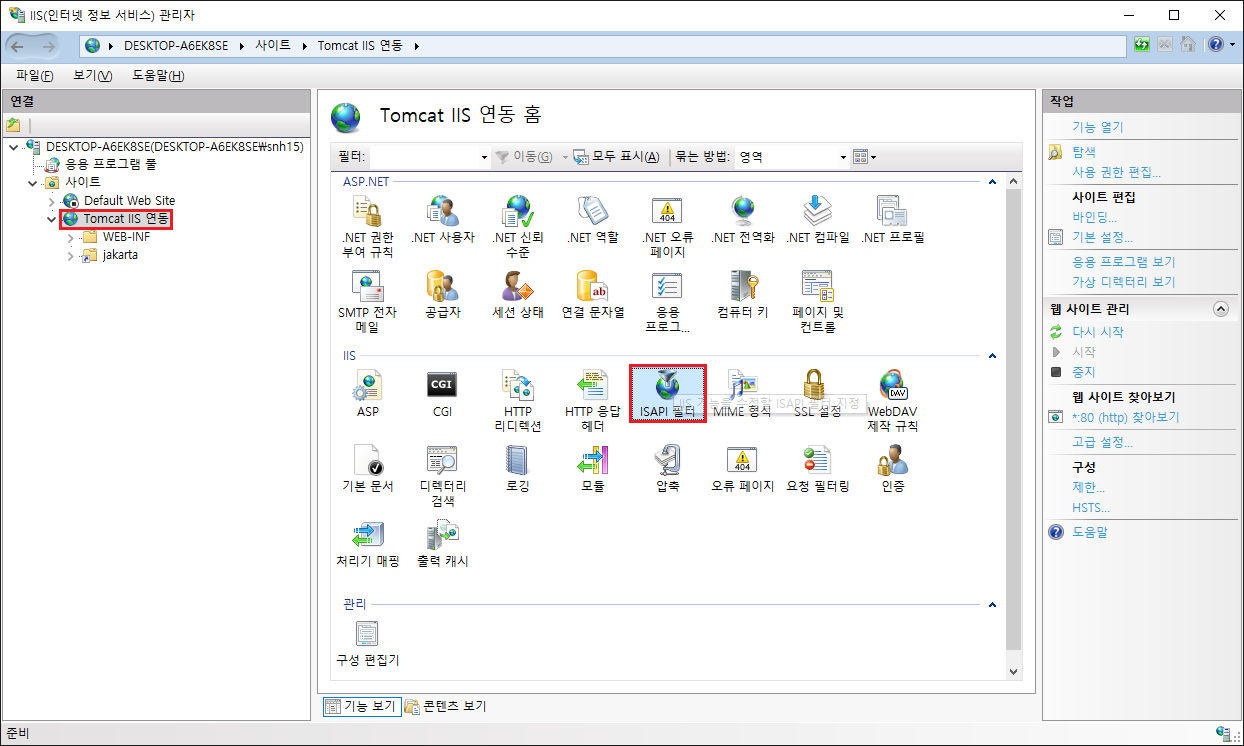 IIS(인터넷 정보 서비스) 관리자
DESKTOP-A6EK8SE
사이트
Tomcat IIS 연동
파일(F)
보기(V)
도움말(H)
연결
DESKTOP-A6EK8SE(DESKTOP-A6EK8SE₩snh15)
응용 프로그램 풀
사이트
Default Web Site
Tomcat IIS 연동
WEB-INF
jakarta
Tomcat IIS 연동 홈
필터:
이동(G)
모두 표시(A)
묶는 방법:
영역
ASP.NET
.NET 권한
부여 규칙
.NET 사용자
.NET 신뢰
수준
.NET 역할
404
.NET 오류
페이지
.NET 전역화
.NET 컴파일
.NET 프로필
SMTP 전자
메일
공급자
세션 상태
ab
연결 문자열
응용
프로그...
컴퓨터 키
페이지 및
컨트롤
IIS
ASP
CGI
CGI
HTTP
리디렉션
HTTP 응답
헤더
ISAPI 필터
IIS 기능을 수정할 ISAPI 필터 지정
MIME 형식
SSL 설정
DAV
WebDAV
제작 규칙
기본 문서
디렉터리
검색
로깅
모듈
압축
404
오류 페이지
요청 필터링
인증
처리기 매핑
출력 캐시
관리
구성 편집기
기능 보기
콘텐츠 보기
작업
기능 열기
탐색
사용 권한 편집...
사이트 편집
바인딩...
기본 설정...
응용 프로그램 보기
가상 디렉터리 보기
웹 사이트 관리
다시 시작
시작
중지
웹 사이트 찾아보기
*:80 (http) 찾아보기
고급 설정...
구성
제한...
HSTS...
도움말
준비